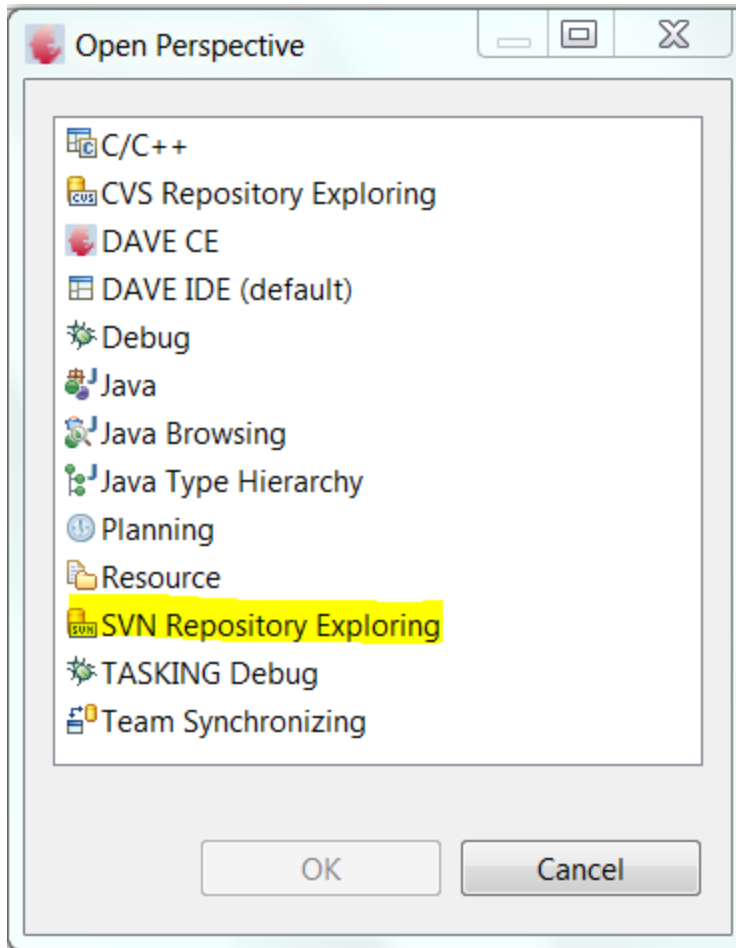 Open Perspective
C/C++
CVS Repository Exploring
DAVE CE
DAVE IDE (default)
Debug
Java
Java Browsing
Java Type Hierarchy
Planning
Resource
SVN Repository Exploring
TASKING Debug
Team Synchronizing
OK Cancel